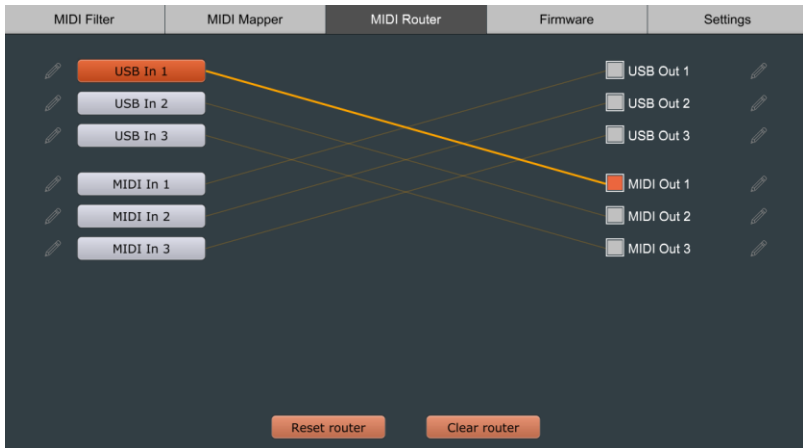 MIDI Filter MIDI Mapper MIDI Router Firmware Settings
USB In 1 USB Out 1
USB In 2 USB Out 2
USB In 3 USB Out 3
MIDI In 1 MIDI Out 1
MIDI In 2 MIDI Out 2
MIDI In 3 MIDI Out 3
Reset router Clear router